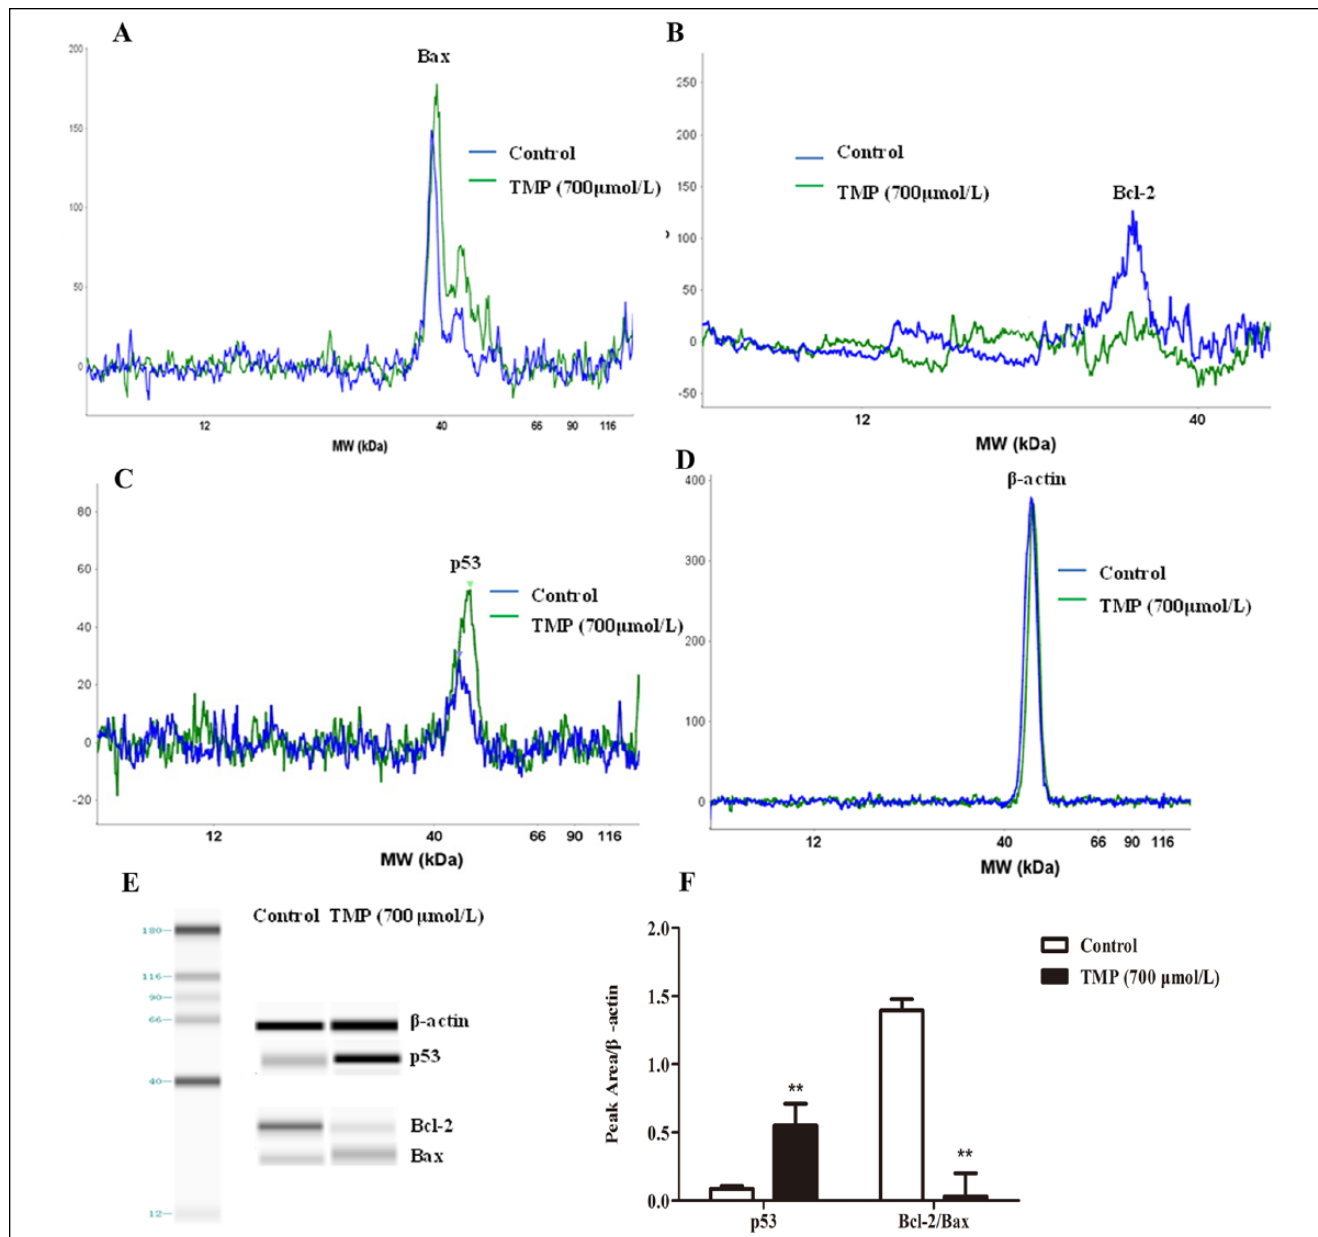 A
Bax
200
150
100
50
0
Control
TMP (700μmol/L)
12 40 66 90 116
MW (kDa)
B
250
200
150
100
50
0
-50
Control
TMP (700μmol/L)
Bcl-2
12 40
MW (kDa)
C
80
60
40
20
0
-20
p53
Control
TMP (700μmol/L)
12 40 66 90 116
MW (kDa)
D
400
300
200
100
0
β-actin
Control
TMP (700μmol/L)
12 40 66 90 116
MW (kDa)
E
Control TMP (700 μmol/L)
180
116
90
66
40
12
β-actin
p53
Bcl-2
Bax
F
Peak Area/β -actin
2.0
1.5
1.0
0.5
0.0
**
**
p53 Bcl-2/Bax
Control
TMP (700 μmol/L)